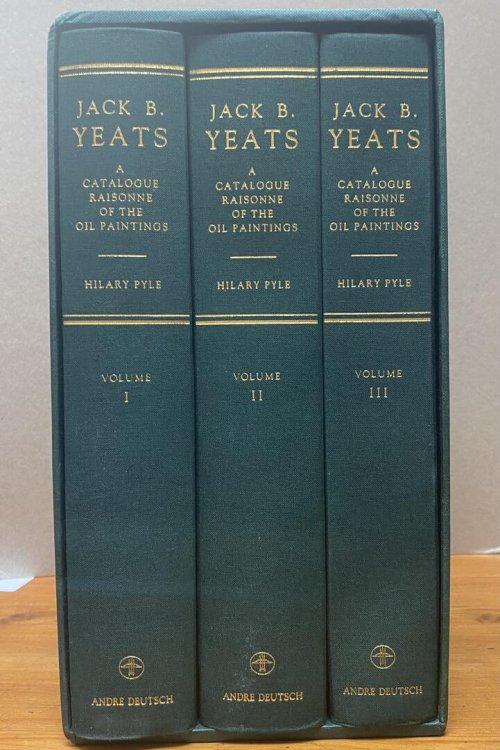 JACK B.
YEATS
A
CATALOGUE
RAISONNE
OF THE
OIL PAINTINGS
HILARY PYLE
VOLUME
I
ANDRE DEUTSCH
JACK B.
YEATS
A
CATALOGUE
RAISONNE
OF THE
OIL PAINTINGS
HILARY PYLE
VOLUME
II
ANDRE DEUTSCH
JACK B.
YEATS
A
CATALOGUE
RAISONNE
OF THE
OIL PAINTINGS
HILARY PYLE
VOLUME
III
ANDRE DEUTSCH